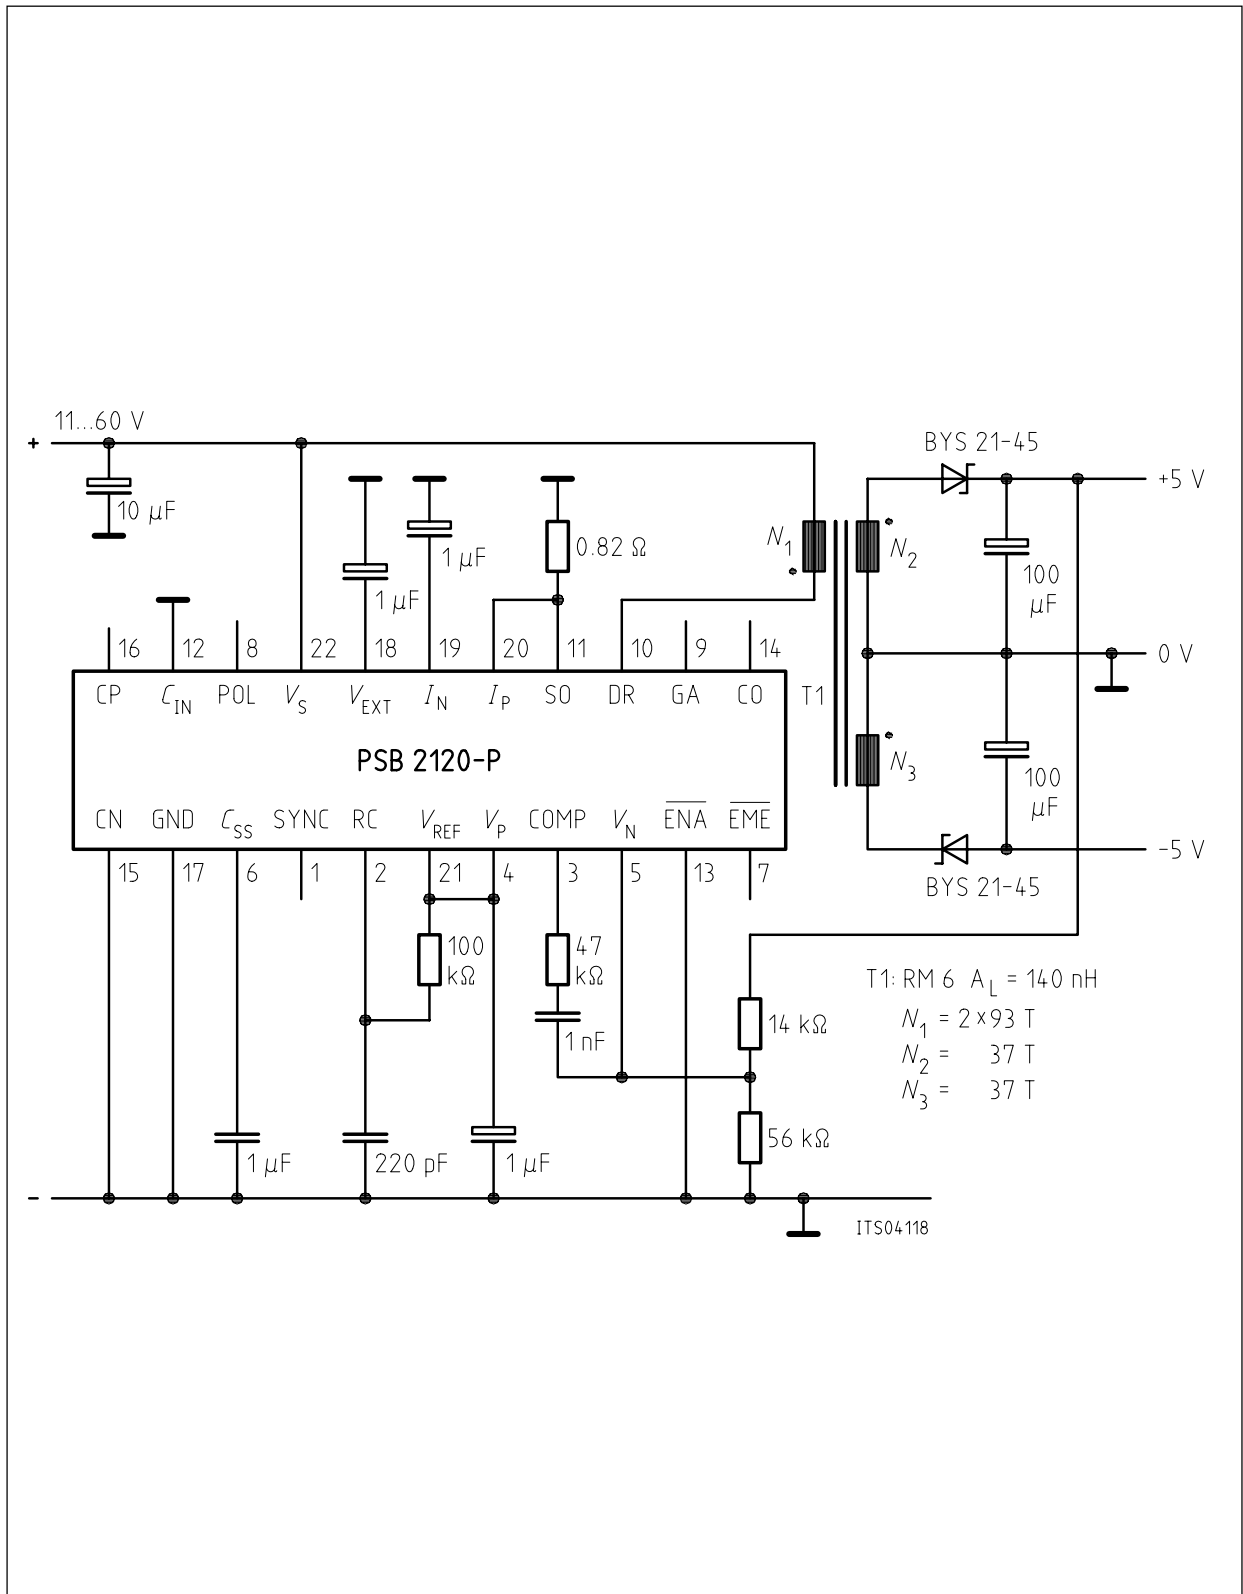 11...60 V
+
BYS 21-45
+5 V
10 µF
1 µF
1 µF
0.82 Ω
N1
N2
100
µF
16 12 8 22 18 19 20 11 10 9 14
0 V
CP CIN POL VS VEXT IN IP SO DR GA CO
T1
PSB 2120-P
N3
100
µF
CN GND CSS SYNC RC VREF VP COMP VN ENA EME
-5 V
15 17 6 1 2 21 4 3 5 13 7
BYS 21-45
100
kΩ
47
kΩ
T1: RM 6 AL = 140 nH
N1 = 2×93 T
N2 = 37 T
N3 = 37 T
14 kΩ
1 nF
56 kΩ
1 µF
220 pF
1 µF
-
ITS04118